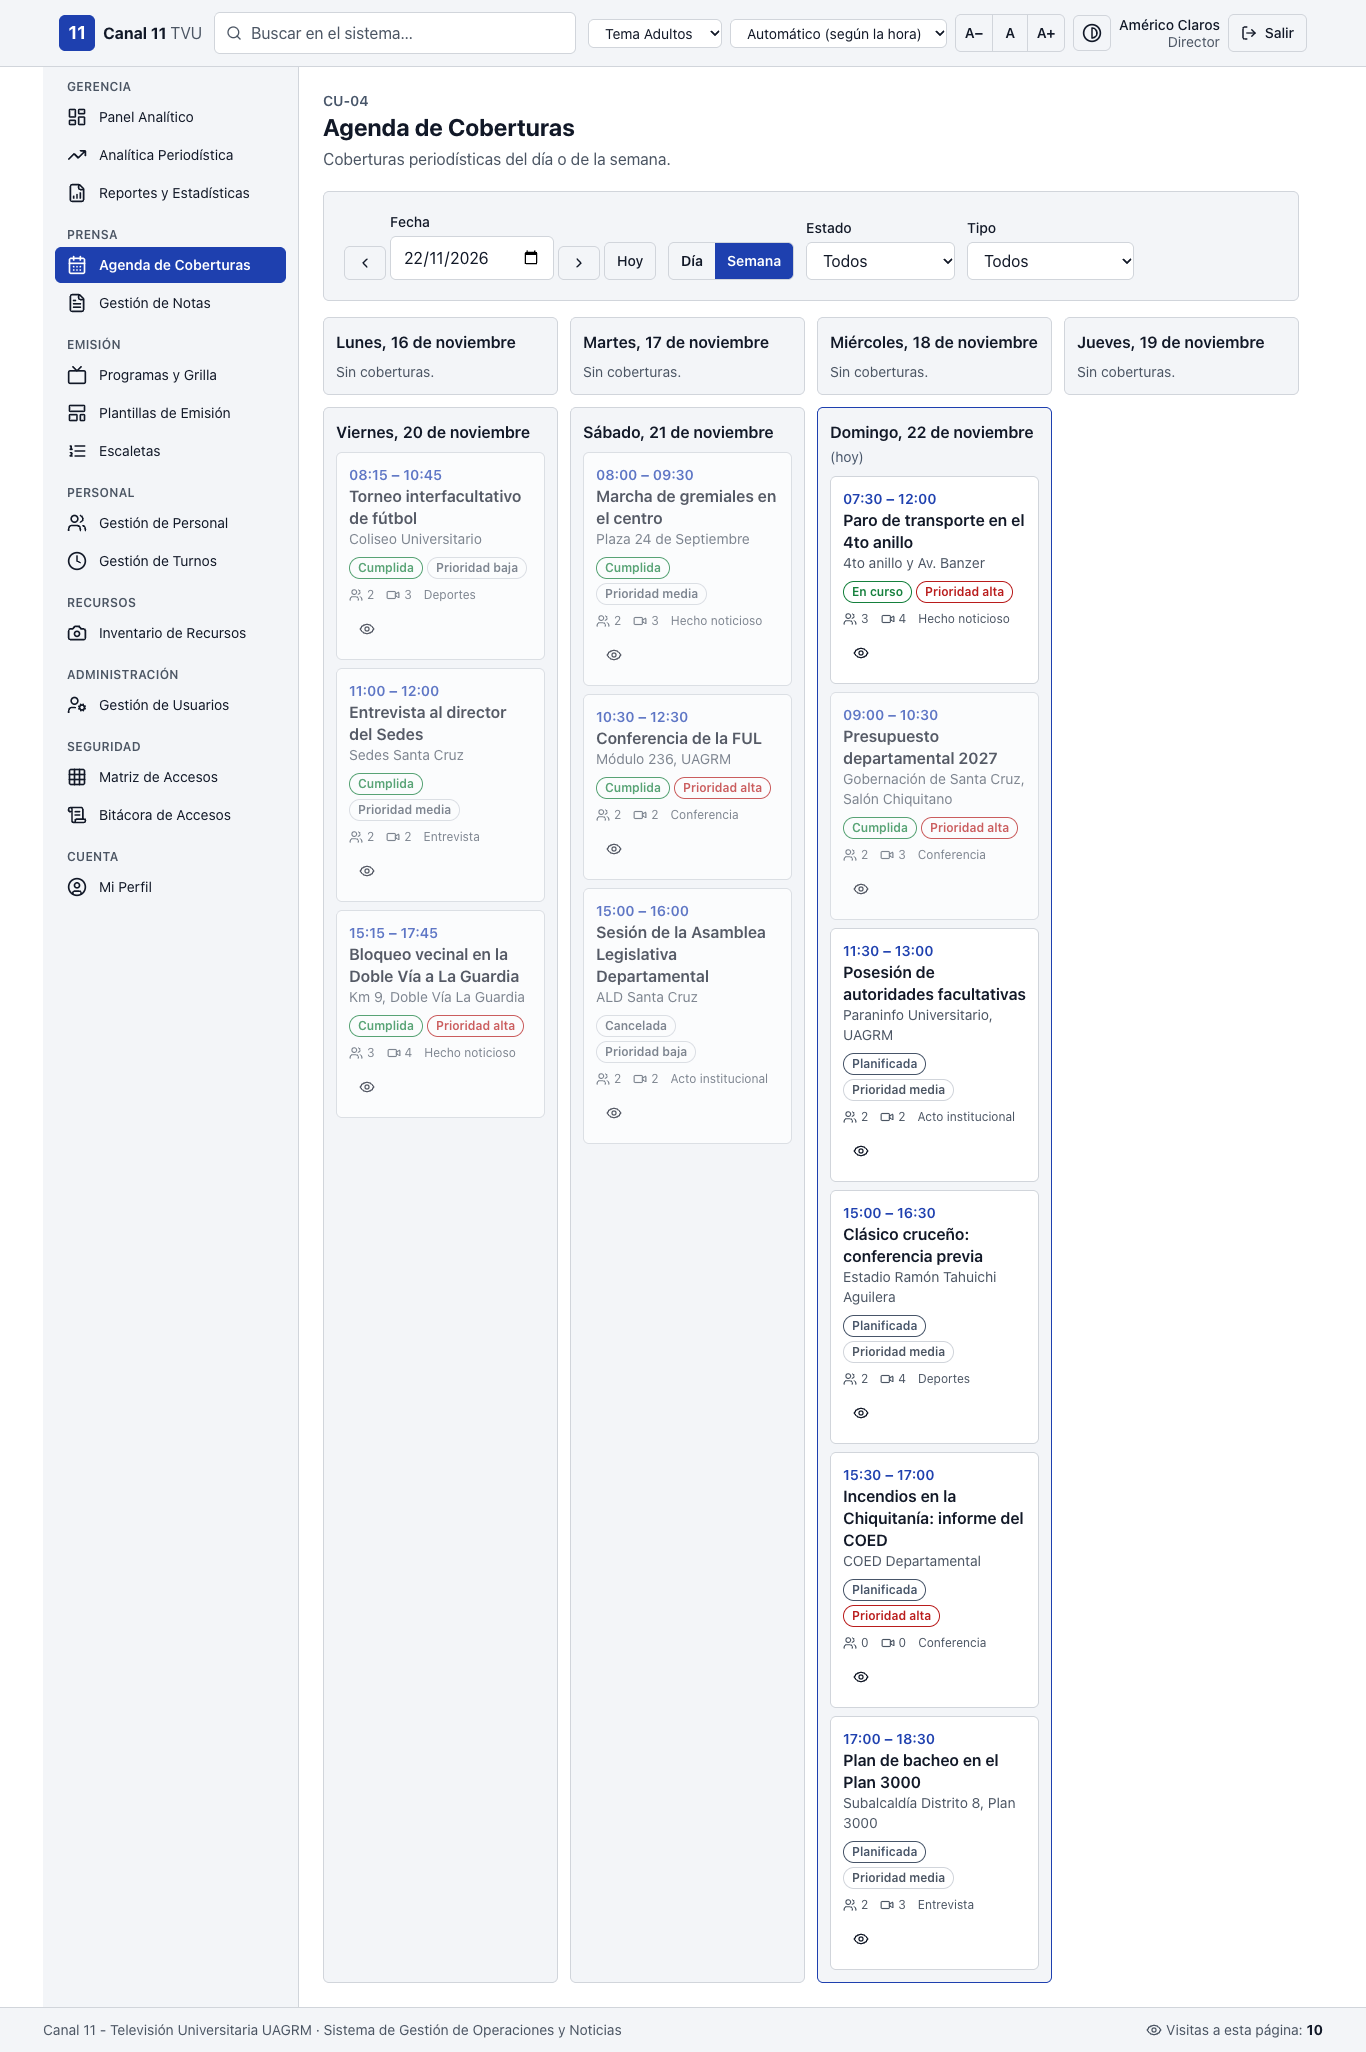 11 Canal 11 TVU
Buscar en el sistema...
Tema Adultos
Automático (según la hora)
A− A A+
Américo Claros
Director
Salir
GERENCIA
Panel Analítico
Analítica Periodística
Reportes y Estadísticas
PRENSA
Agenda de Coberturas
Gestión de Notas
EMISIÓN
Programas y Grilla
Plantillas de Emisión
Escaletas
PERSONAL
Gestión de Personal
Gestión de Turnos
RECURSOS
Inventario de Recursos
ADMINISTRACIÓN
Gestión de Usuarios
SEGURIDAD
Matriz de Accesos
Bitácora de Accesos
CUENTA
Mi Perfil
CU-04
Agenda de Coberturas
Coberturas periodísticas del día o de la semana.
Fecha
22/11/2026
Hoy
Día Semana
Estado
Todos
Tipo
Todos
Lunes, 16 de noviembre
Sin coberturas.
Martes, 17 de noviembre
Sin coberturas.
Miércoles, 18 de noviembre
Sin coberturas.
Jueves, 19 de noviembre
Sin coberturas.
Viernes, 20 de noviembre
08:15 – 10:45
Torneo interfacultativo
de fútbol
Coliseo Universitario
Cumplida Prioridad baja
2 3 Deportes
11:00 – 12:00
Entrevista al director
del Sedes
Sedes Santa Cruz
Cumplida
Prioridad media
2 2 Entrevista
15:15 – 17:45
Bloqueo vecinal en la
Doble Vía a La Guardia
Km 9, Doble Vía La Guardia
Cumplida Prioridad alta
3 4 Hecho noticioso
Sábado, 21 de noviembre
08:00 – 09:30
Marcha de gremiales en
el centro
Plaza 24 de Septiembre
Cumplida
Prioridad media
2 3 Hecho noticioso
10:30 – 12:30
Conferencia de la FUL
Módulo 236, UAGRM
Cumplida Prioridad alta
2 2 Conferencia
15:00 – 16:00
Sesión de la Asamblea
Legislativa
Departamental
ALD Santa Cruz
Cancelada
Prioridad baja
2 2 Acto institucional
Domingo, 22 de noviembre
(hoy)
07:30 – 12:00
Paro de transporte en el
4to anillo
4to anillo y Av. Banzer
En curso Prioridad alta
3 4 Hecho noticioso
09:00 – 10:30
Presupuesto
departamental 2027
Gobernación de Santa Cruz,
Salón Chiquitano
Cumplida Prioridad alta
2 3 Conferencia
11:30 – 13:00
Posesión de
autoridades facultativas
Paraninfo Universitario,
UAGRM
Planificada
Prioridad media
2 2 Acto institucional
15:00 – 16:30
Clásico cruceño:
conferencia previa
Estadio Ramón Tahuichi
Aguilera
Planificada
Prioridad media
2 4 Deportes
15:30 – 17:00
Incendios en la
Chiquitanía: informe del
COED
COED Departamental
Planificada
Prioridad alta
0 0 Conferencia
17:00 – 18:30
Plan de bacheo en el
Plan 3000
Subalcaldía Distrito 8, Plan
3000
Planificada
Prioridad media
2 3 Entrevista
Canal 11 - Televisión Universitaria UAGRM · Sistema de Gestión de Operaciones y Noticias
Visitas a esta página: 10